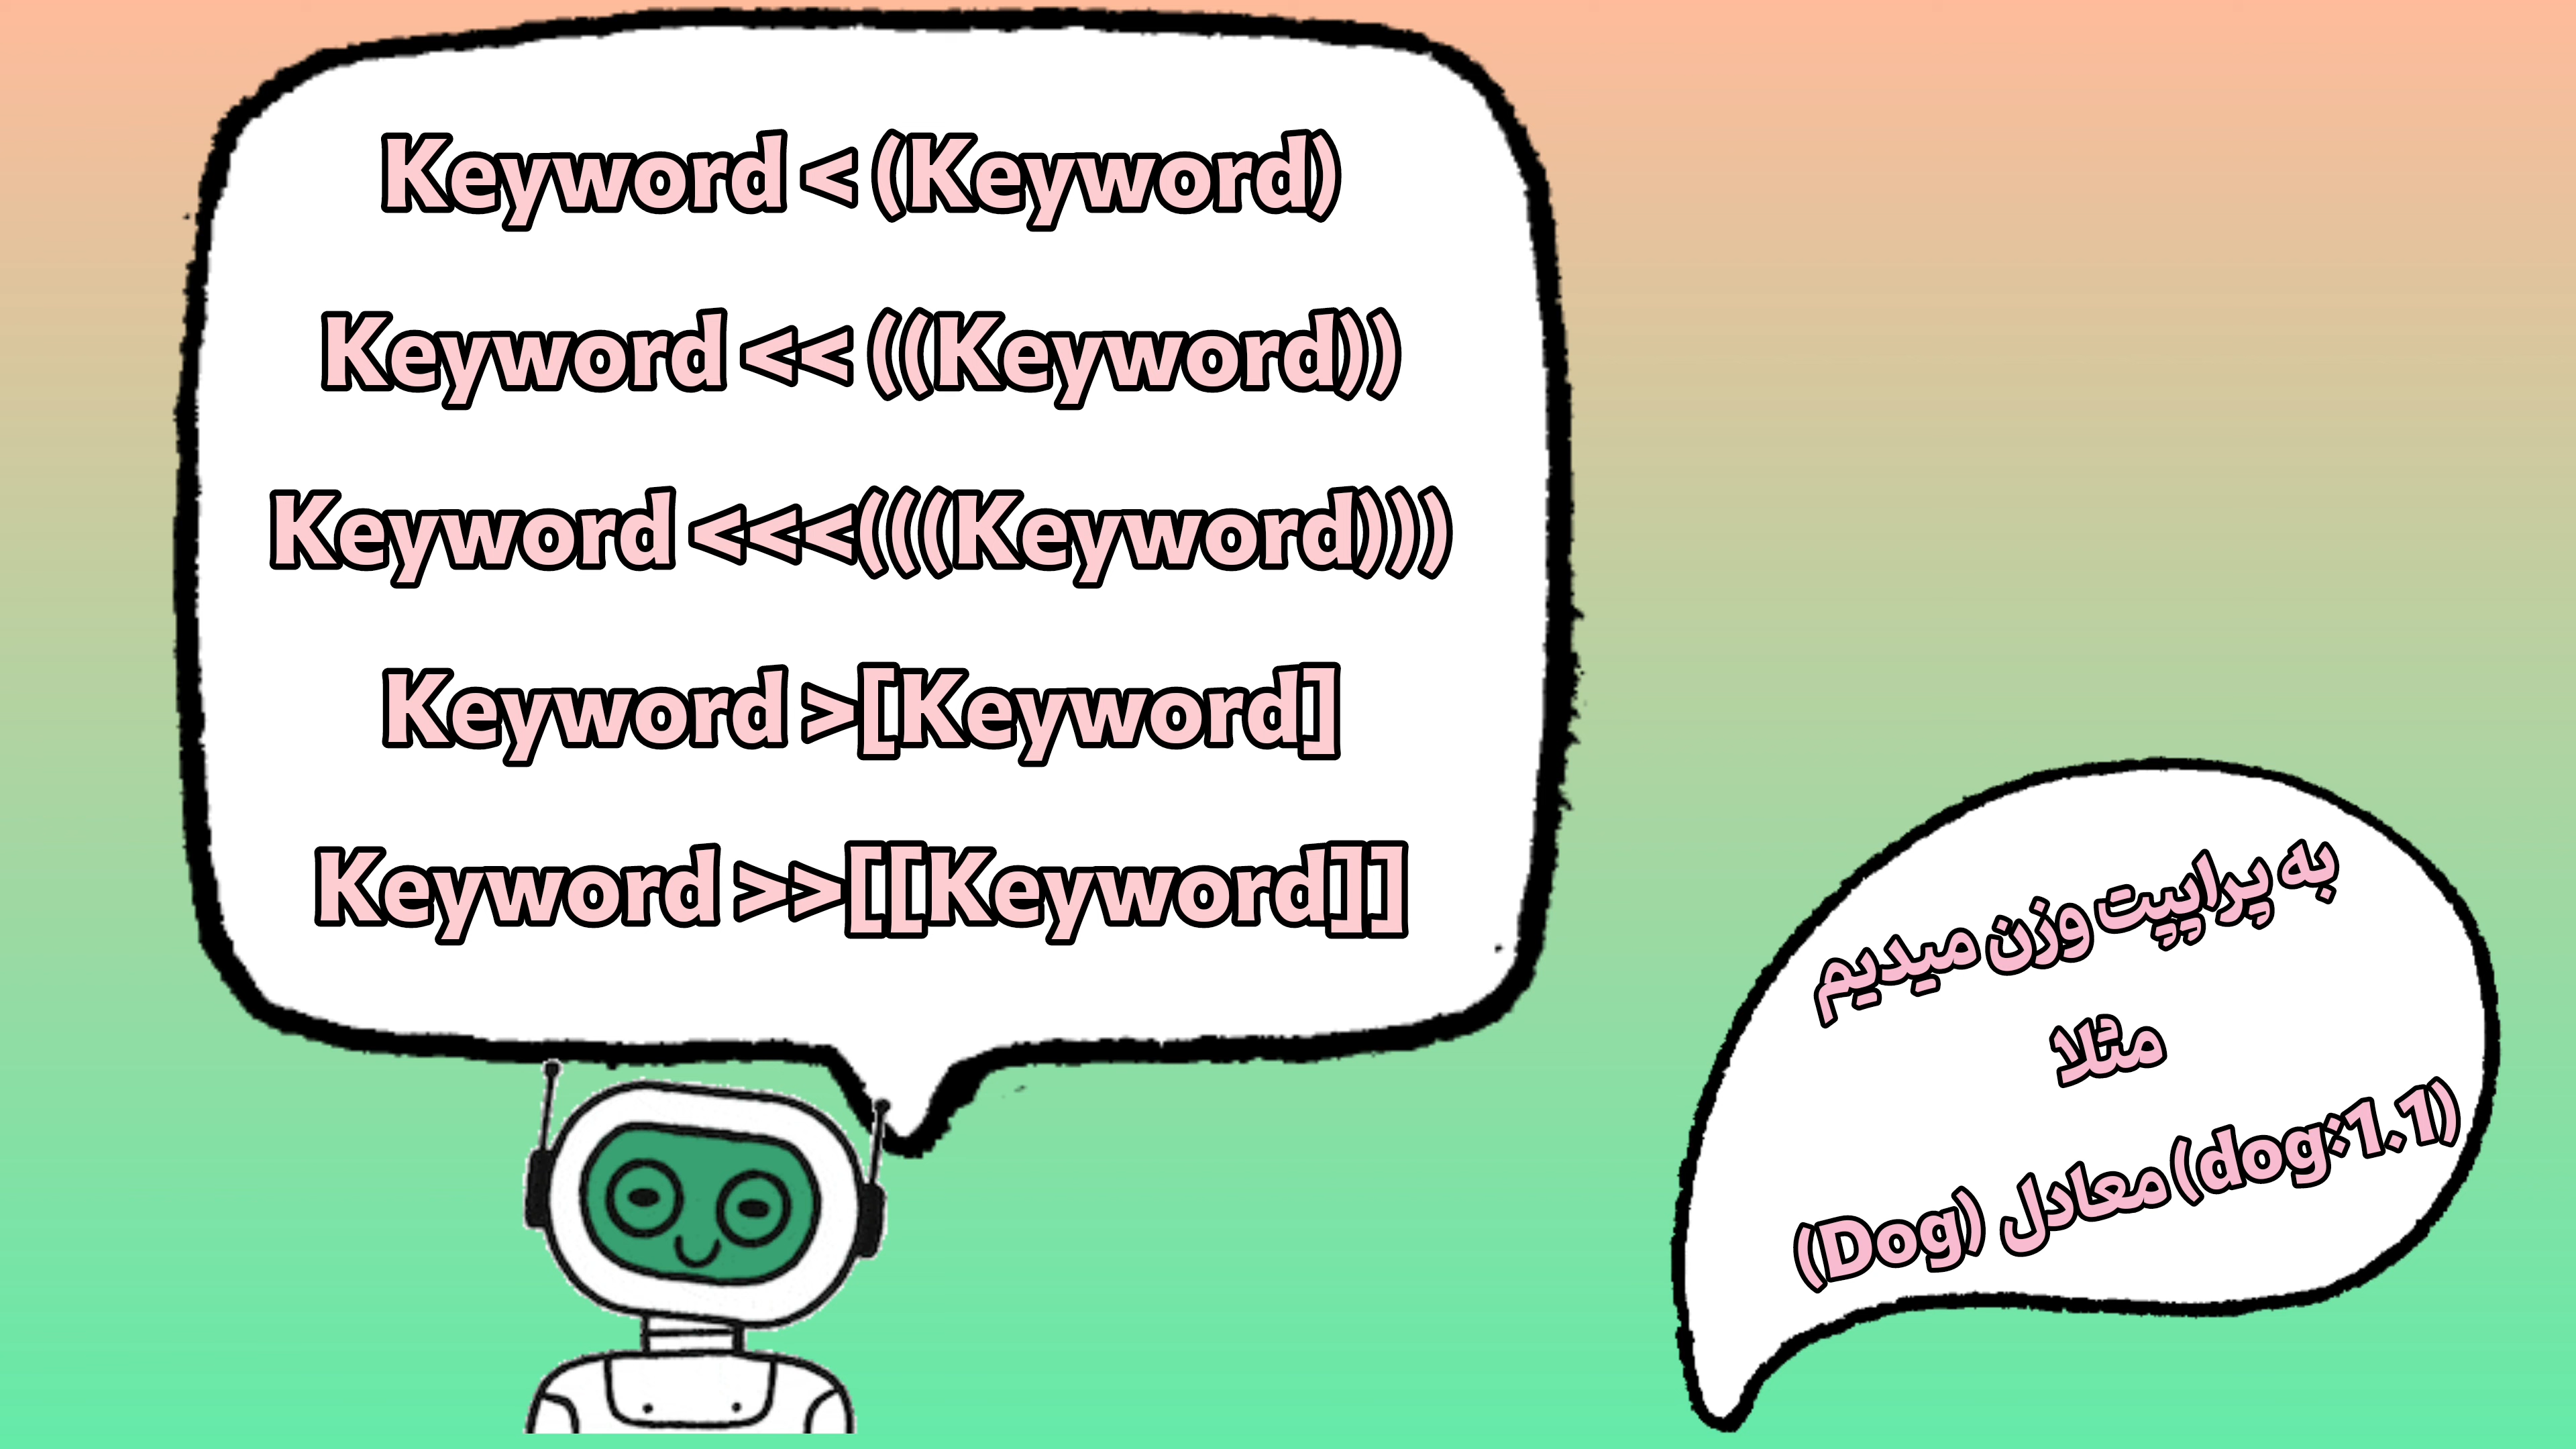 Keyword < (Keyword)
Keyword << ((Keyword))
Keyword <<<(((Keyword)))
Keyword >[Keyword]
Keyword >>[[Keyword]]
به پراپپت وزن میدیم
مثلا
(Dog) معادل (dog:1.1)